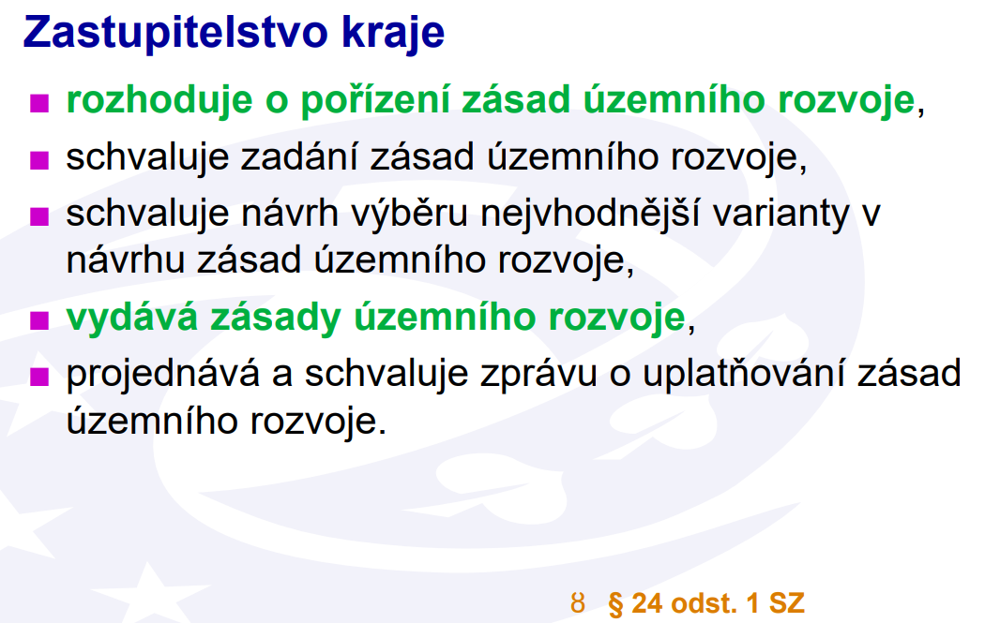 Zastupitelstvo kraje
rozhoduje o pořízení zásad územního rozvoje,
schvaluje zadání zásad územního rozvoje,
schvaluje návrh výběru nejvhodnější varianty v
návrhu zásad územního rozvoje,
vydává zásady územního rozvoje,
projednává a schvaluje zprávu o uplatňování zásad
územního rozvoje.
8 § 24 odst. 1 SZ